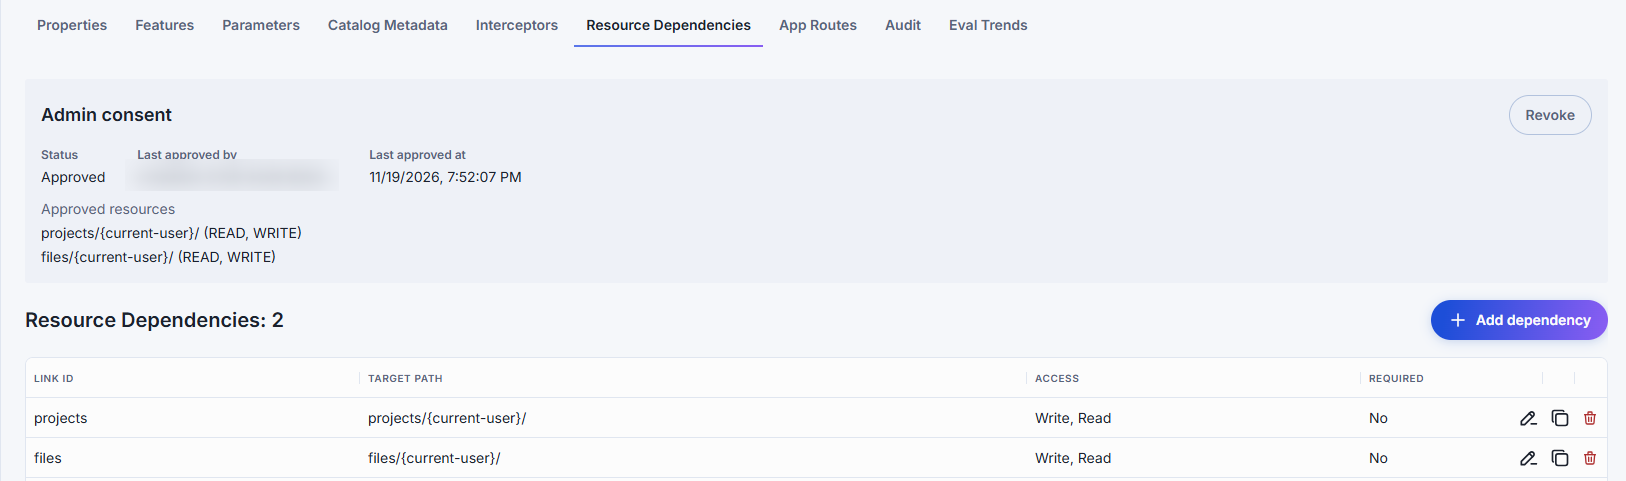 Properties Features Parameters Catalog Metadata Interceptors Resource Dependencies App Routes Audit Eval Trends
Admin consent
Revoke
Status Last approved by Last approved at
Approved 11/19/2026, 7:52:07 PM
Approved resources
projects/{current-user}/ (READ, WRITE)
files/{current-user}/ (READ, WRITE)
Resource Dependencies: 2
Add dependency
LINK ID TARGET PATH ACCESS REQUIRED
projects projects/{current-user}/ Write, Read No
files files/{current-user}/ Write, Read No